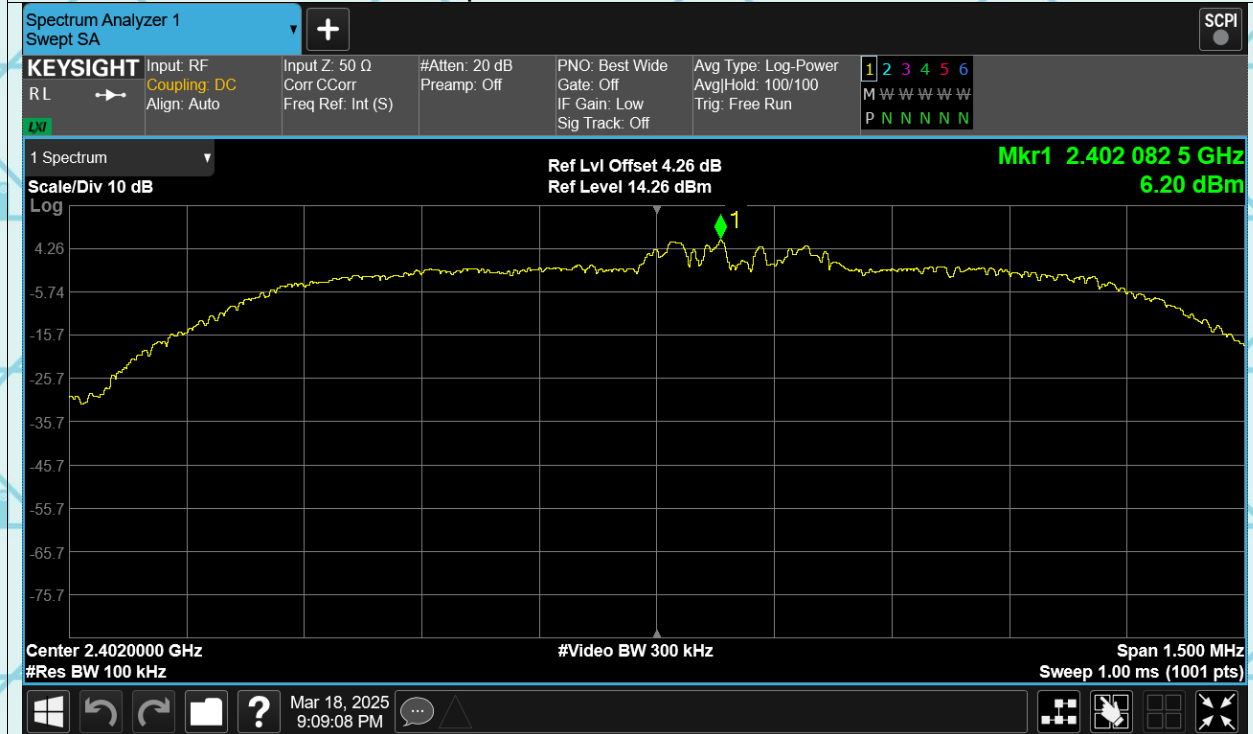 Spectrum Analyzer 1
Swept SA
+
SCPI
KEYSIGHT
R L
LXI
Input: RF
Coupling: DC
Align: Auto
Input Z: 50 Ω
Corr CCorr
Freq Ref: Int (S)
#Atten: 20 dB
Preamp: Off
PNO: Best Wide
Gate: Off
IF Gain: Low
Sig Track: Off
Avg Type: Log-Power
Avg|Hold: 100/100
Trig: Free Run
1 2 3 4 5 6
M W W W W W
P N N N N N
1 Spectrum
Scale/Div 10 dB
Log
Ref Lvl Offset 4.26 dB
Ref Level 14.26 dBm
Mkr1 2.402 082 5 GHz
6.20 dBm
1
4.26
-5.74
-15.7
-25.7
-35.7
-45.7
-55.7
-65.7
-75.7
Center 2.4020000 GHz
#Video BW 300 kHz
Span 1.500 MHz
#Res BW 100 kHz
Sweep 1.00 ms (1001 pts)
?
Mar 18, 2025
9:09:08 PM